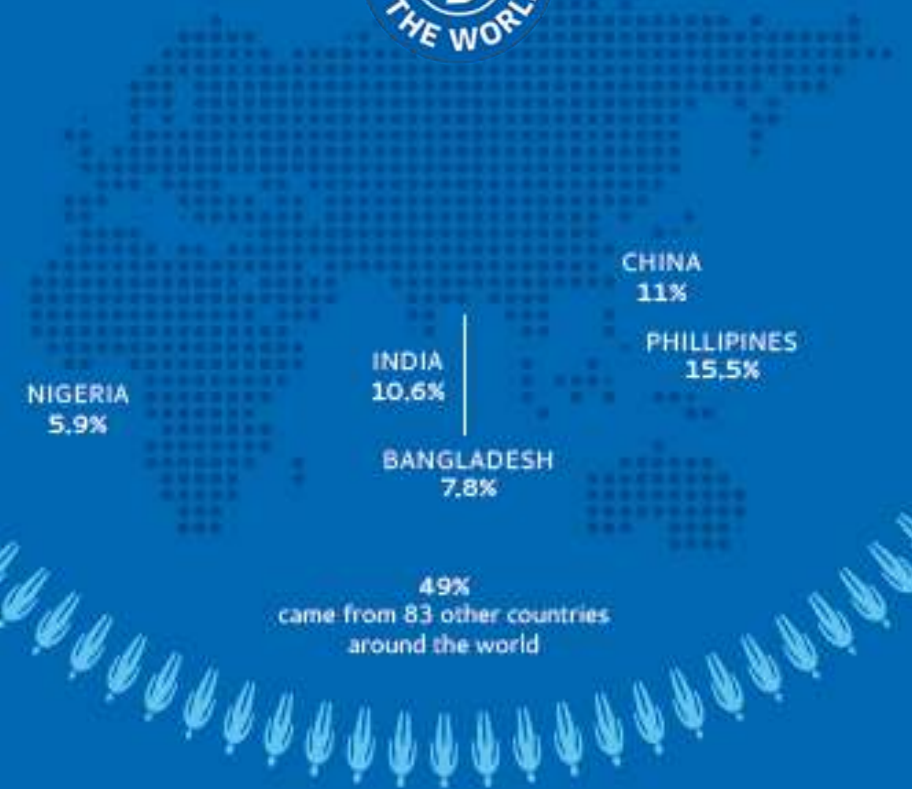 THE WORL
CHINA
11%
PHILLIPINES
15.5%
INDIA
10.6%
NIGERIA
5.9%
BANGLADESH
7.8%
49%
came from 83 other countries
around the world